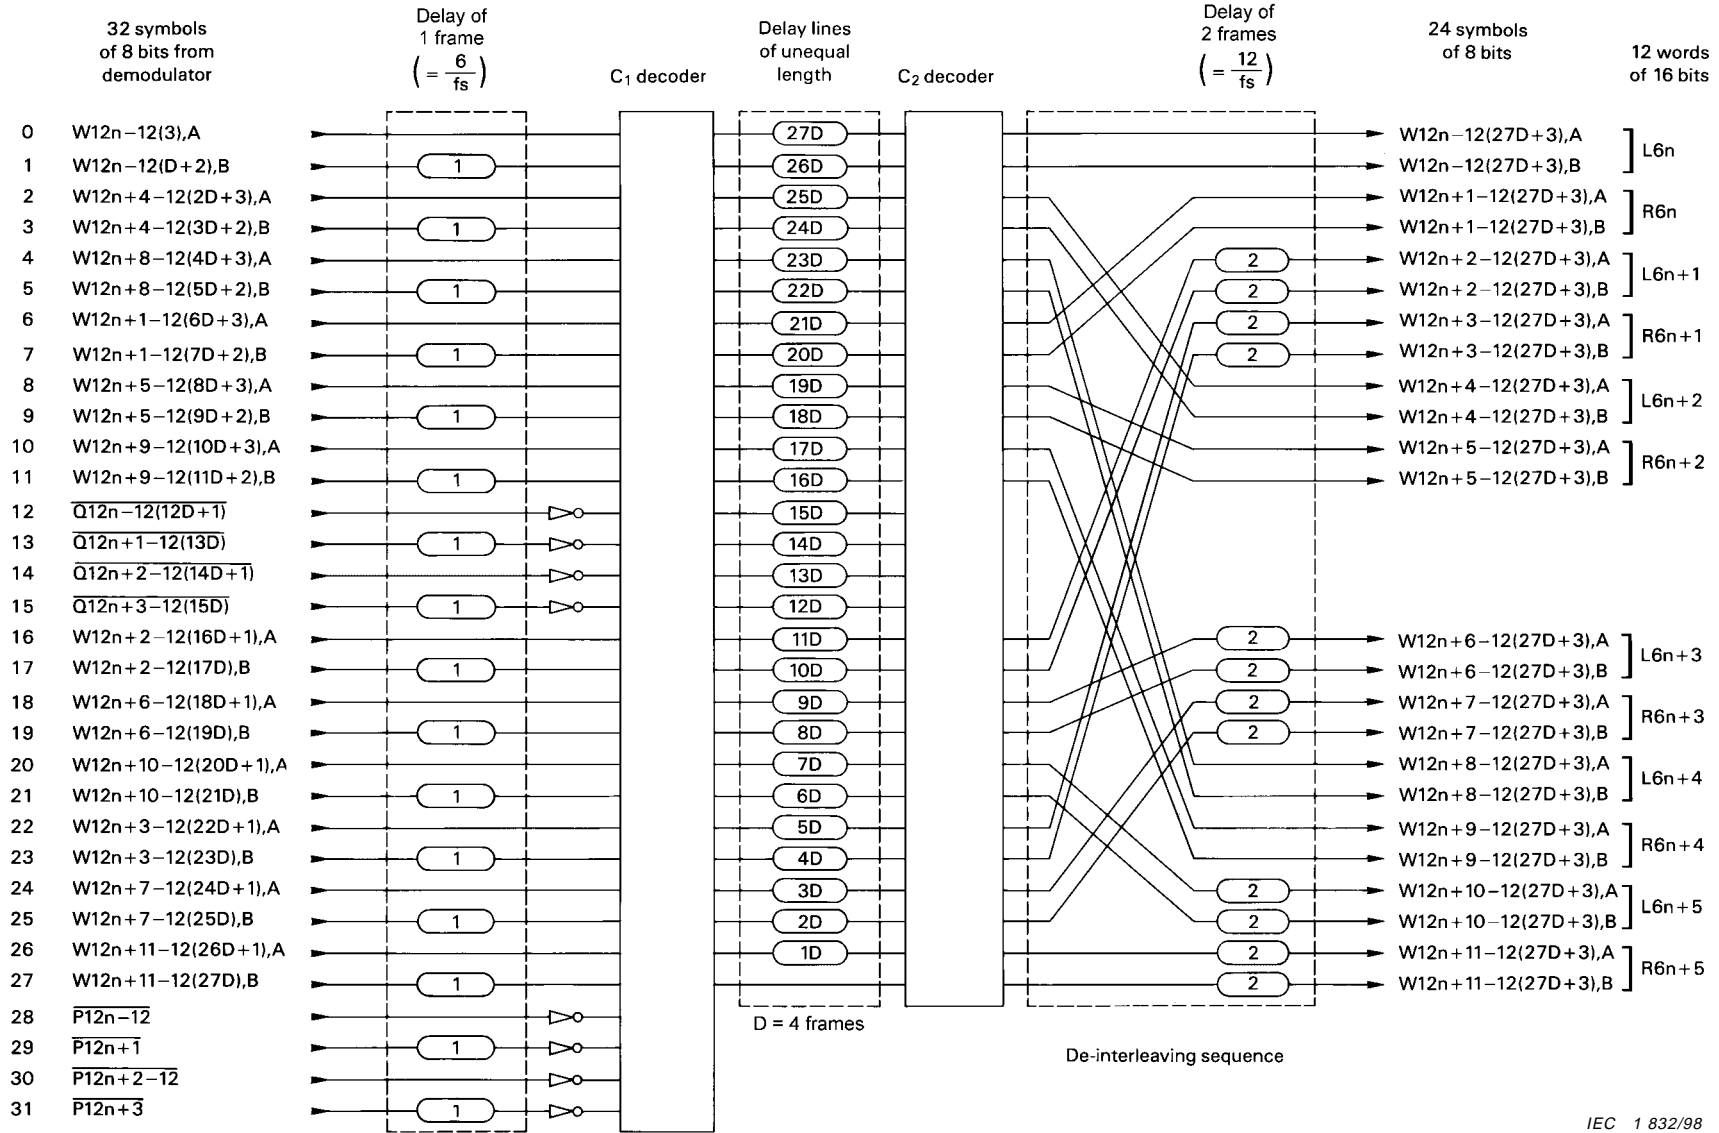 32 symbols
of 8 bits from
demodulator
Delay of
1 frame
( = 6/fs )
C1 decoder
Delay lines
of unequal
length
C2 decoder
Delay of
2 frames
( = 12/fs )
24 symbols
of 8 bits
12 words
of 16 bits
0 W12n−12(3),A 27D W12n−12(27D+3),A
L6n
1 W12n−12(D+2),B 1 26D W12n−12(27D+3),B
2 W12n+4−12(2D+3),A 25D W12n+1−12(27D+3),A
R6n
3 W12n+4−12(3D+2),B 1 24D W12n+1−12(27D+3),B
4 W12n+8−12(4D+3),A 23D 2 W12n+2−12(27D+3),A
L6n+1
5 W12n+8−12(5D+2),B 1 22D 2 W12n+2−12(27D+3),B
6 W12n+1−12(6D+3),A 21D 2 W12n+3−12(27D+3),A
R6n+1
7 W12n+1−12(7D+2),B 1 20D 2 W12n+3−12(27D+3),B
8 W12n+5−12(8D+3),A 19D W12n+4−12(27D+3),A
L6n+2
9 W12n+5−12(9D+2),B 1 18D W12n+4−12(27D+3),B
10 W12n+9−12(10D+3),A 17D W12n+5−12(27D+3),A
R6n+2
11 W12n+9−12(11D+2),B 1 16D W12n+5−12(27D+3),B
12 Q12n−12(12D+1) 15D
13 Q12n+1−12(13D) 1 14D
14 Q12n+2−12(14D+1) 13D
15 Q12n+3−12(15D) 1 12D
16 W12n+2−12(16D+1),A 11D 2 W12n+6−12(27D+3),A
L6n+3
17 W12n+2−12(17D),B 1 10D 2 W12n+6−12(27D+3),B
18 W12n+6−12(18D+1),A 9D 2 W12n+7−12(27D+3),A
R6n+3
19 W12n+6−12(19D),B 1 8D 2 W12n+7−12(27D+3),B
20 W12n+10−12(20D+1),A 7D W12n+8−12(27D+3),A
L6n+4
21 W12n+10−12(21D),B 1 6D W12n+8−12(27D+3),B
22 W12n+3−12(22D+1),A 5D W12n+9−12(27D+3),A
R6n+4
23 W12n+3−12(23D),B 1 4D W12n+9−12(27D+3),B
24 W12n+7−12(24D+1),A 3D 2 W12n+10−12(27D+3),A
L6n+5
25 W12n+7−12(25D),B 1 2D 2 W12n+10−12(27D+3),B
26 W12n+11−12(26D+1),A 1D 2 W12n+11−12(27D+3),A
R6n+5
27 W12n+11−12(27D),B 1 2 W12n+11−12(27D+3),B
28 P12n−12
29 P12n+1 1
30 P12n+2−12
31 P12n+3 1
D = 4 frames
De-interleaving sequence
IEC 1 832/98